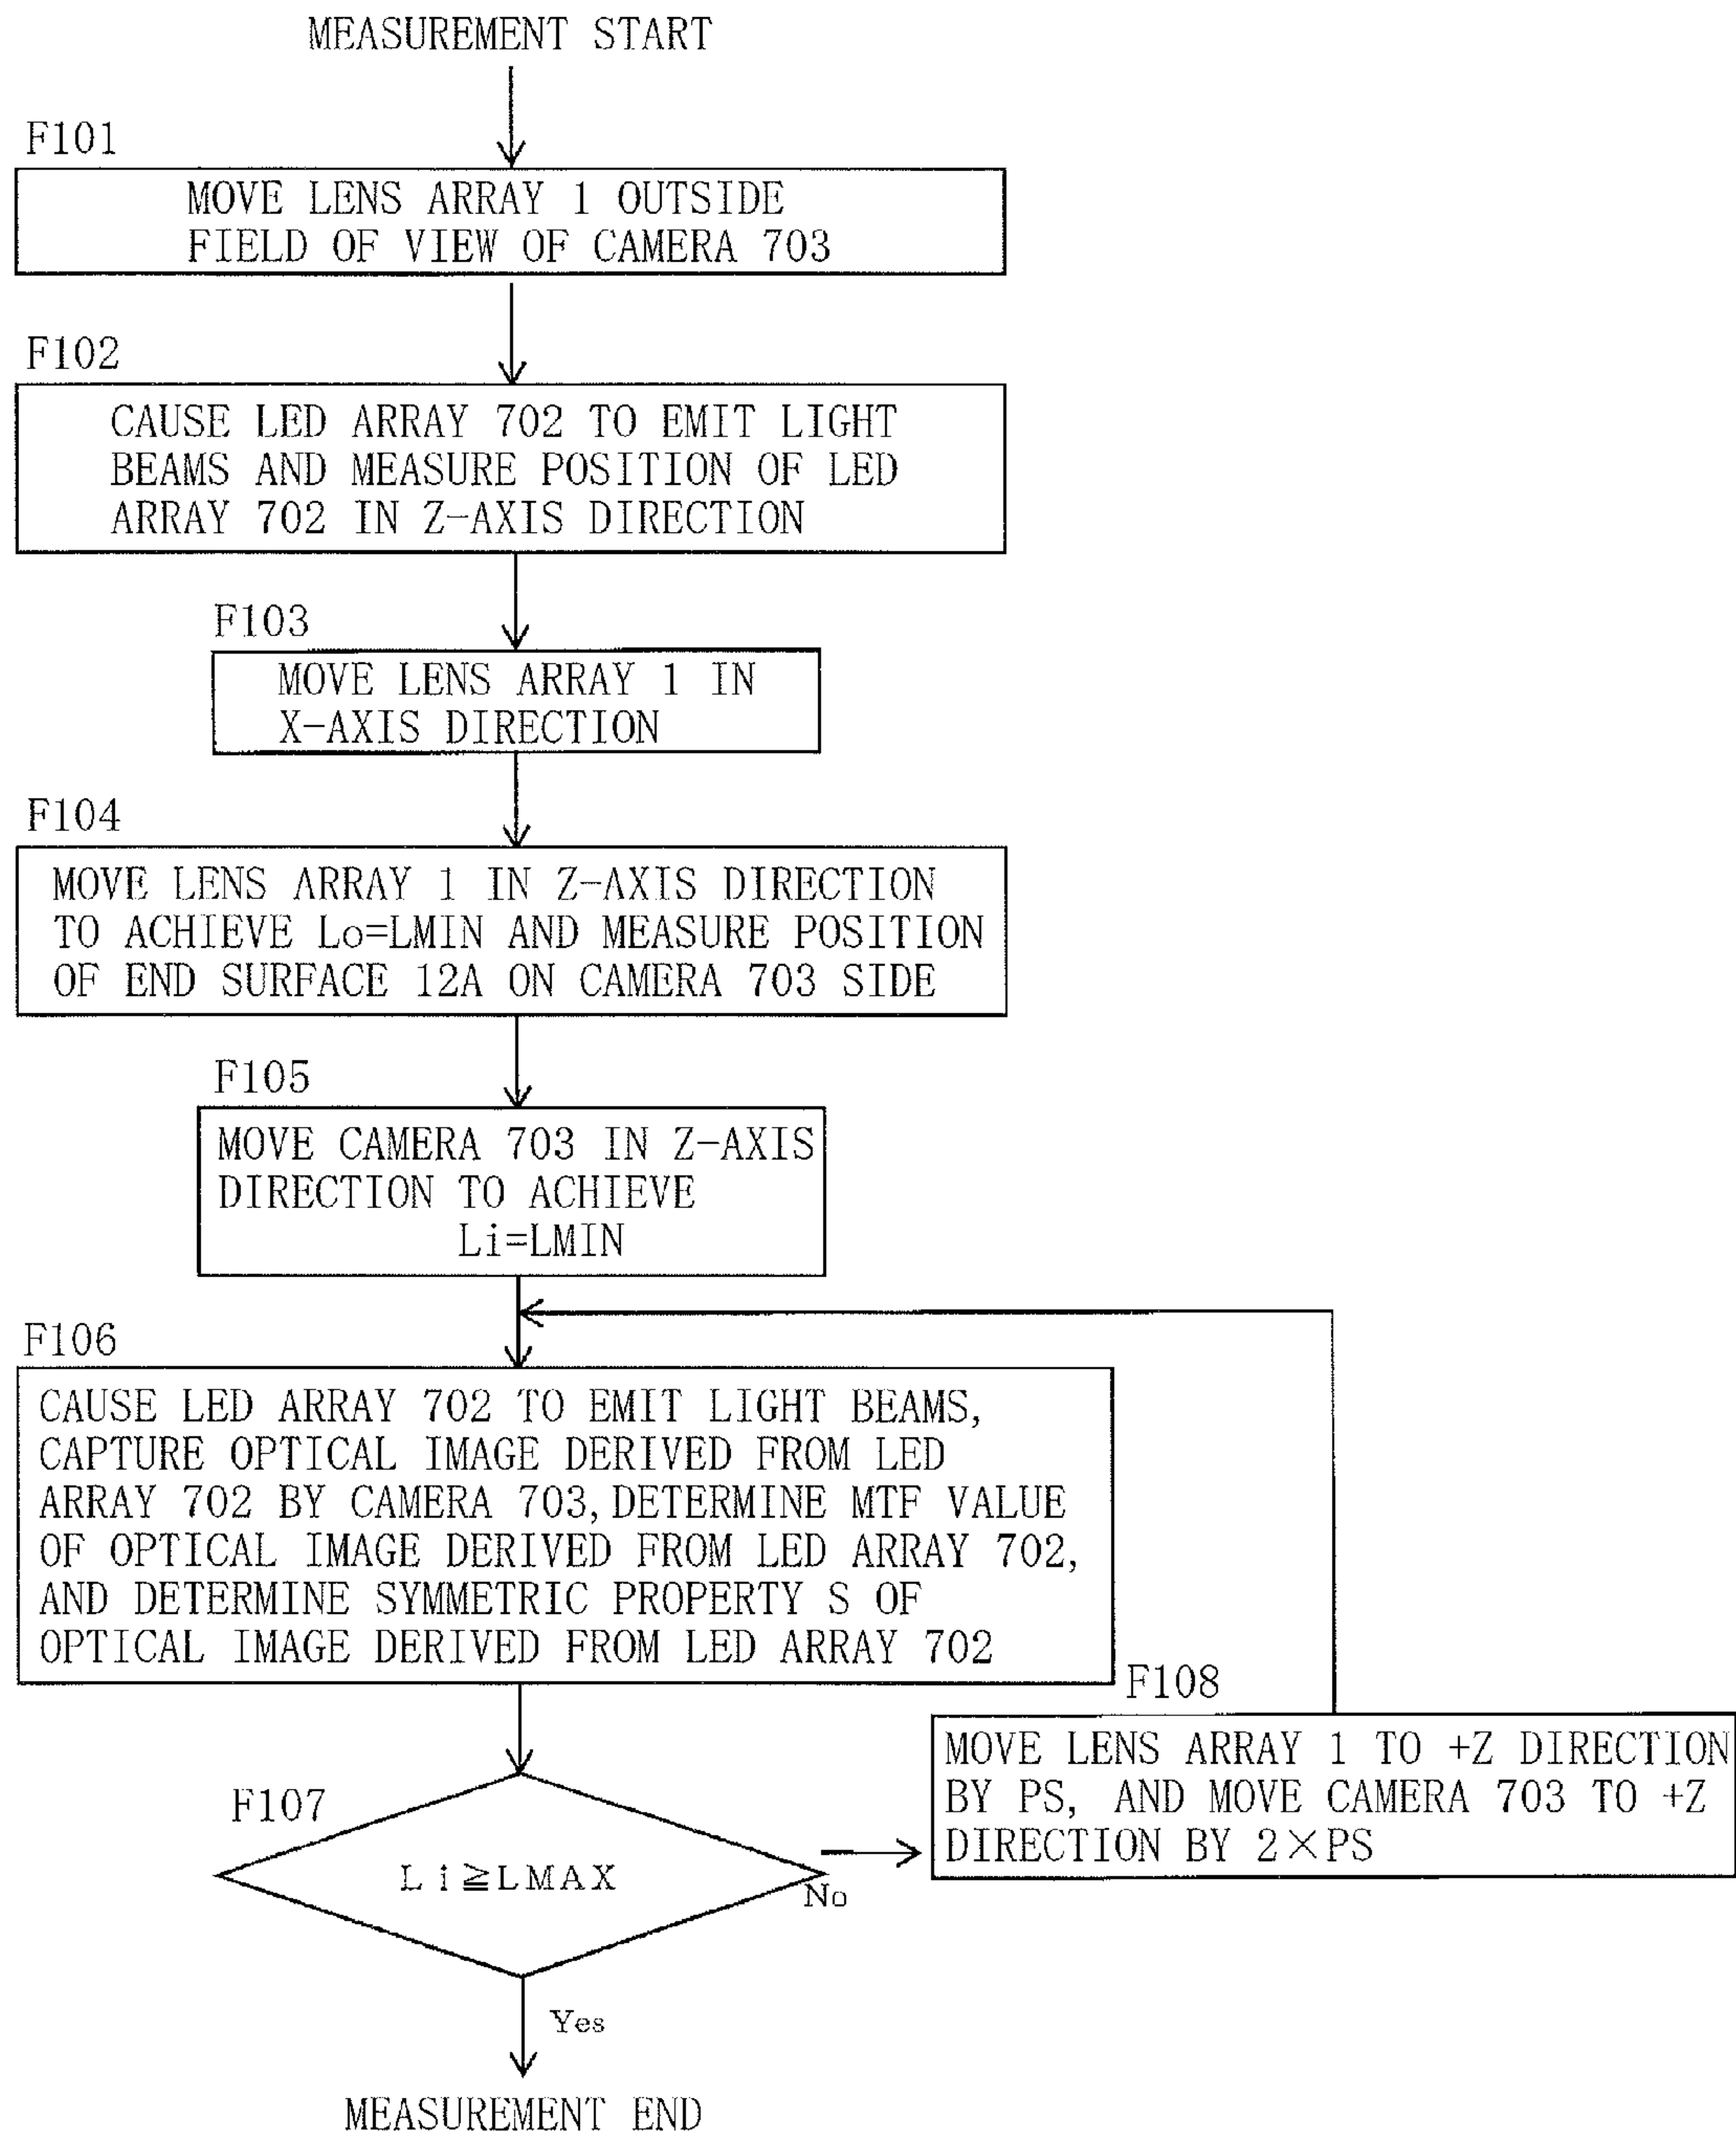 MEASUREMENT START
F101
MOVE LENS ARRAY 1 OUTSIDE
FIELD OF VIEW OF CAMERA 703
F102
CAUSE LED ARRAY 702 TO EMIT LIGHT
BEAMS AND MEASURE POSITION OF LED
ARRAY 702 IN Z-AXIS DIRECTION
F103
MOVE LENS ARRAY 1 IN
X-AXIS DIRECTION
F104
MOVE LENS ARRAY 1 IN Z-AXIS DIRECTION
TO ACHIEVE Lo=LMIN AND MEASURE POSITION
OF END SURFACE 12A ON CAMERA 703 SIDE
F105
MOVE CAMERA 703 IN Z-AXIS
DIRECTION TO ACHIEVE
Li=LMIN
F106
CAUSE LED ARRAY 702 TO EMIT LIGHT BEAMS,
CAPTURE OPTICAL IMAGE DERIVED FROM LED
ARRAY 702 BY CAMERA 703, DETERMINE MTF VALUE
OF OPTICAL IMAGE DERIVED FROM LED ARRAY 702,
AND DETERMINE SYMMETRIC PROPERTY S OF
OPTICAL IMAGE DERIVED FROM LED ARRAY 702
F107
Li≧LMAX
No
F108
MOVE LENS ARRAY 1 TO +Z DIRECTION
BY PS, AND MOVE CAMERA 703 TO +Z
DIRECTION BY 2×PS
Yes
MEASUREMENT END